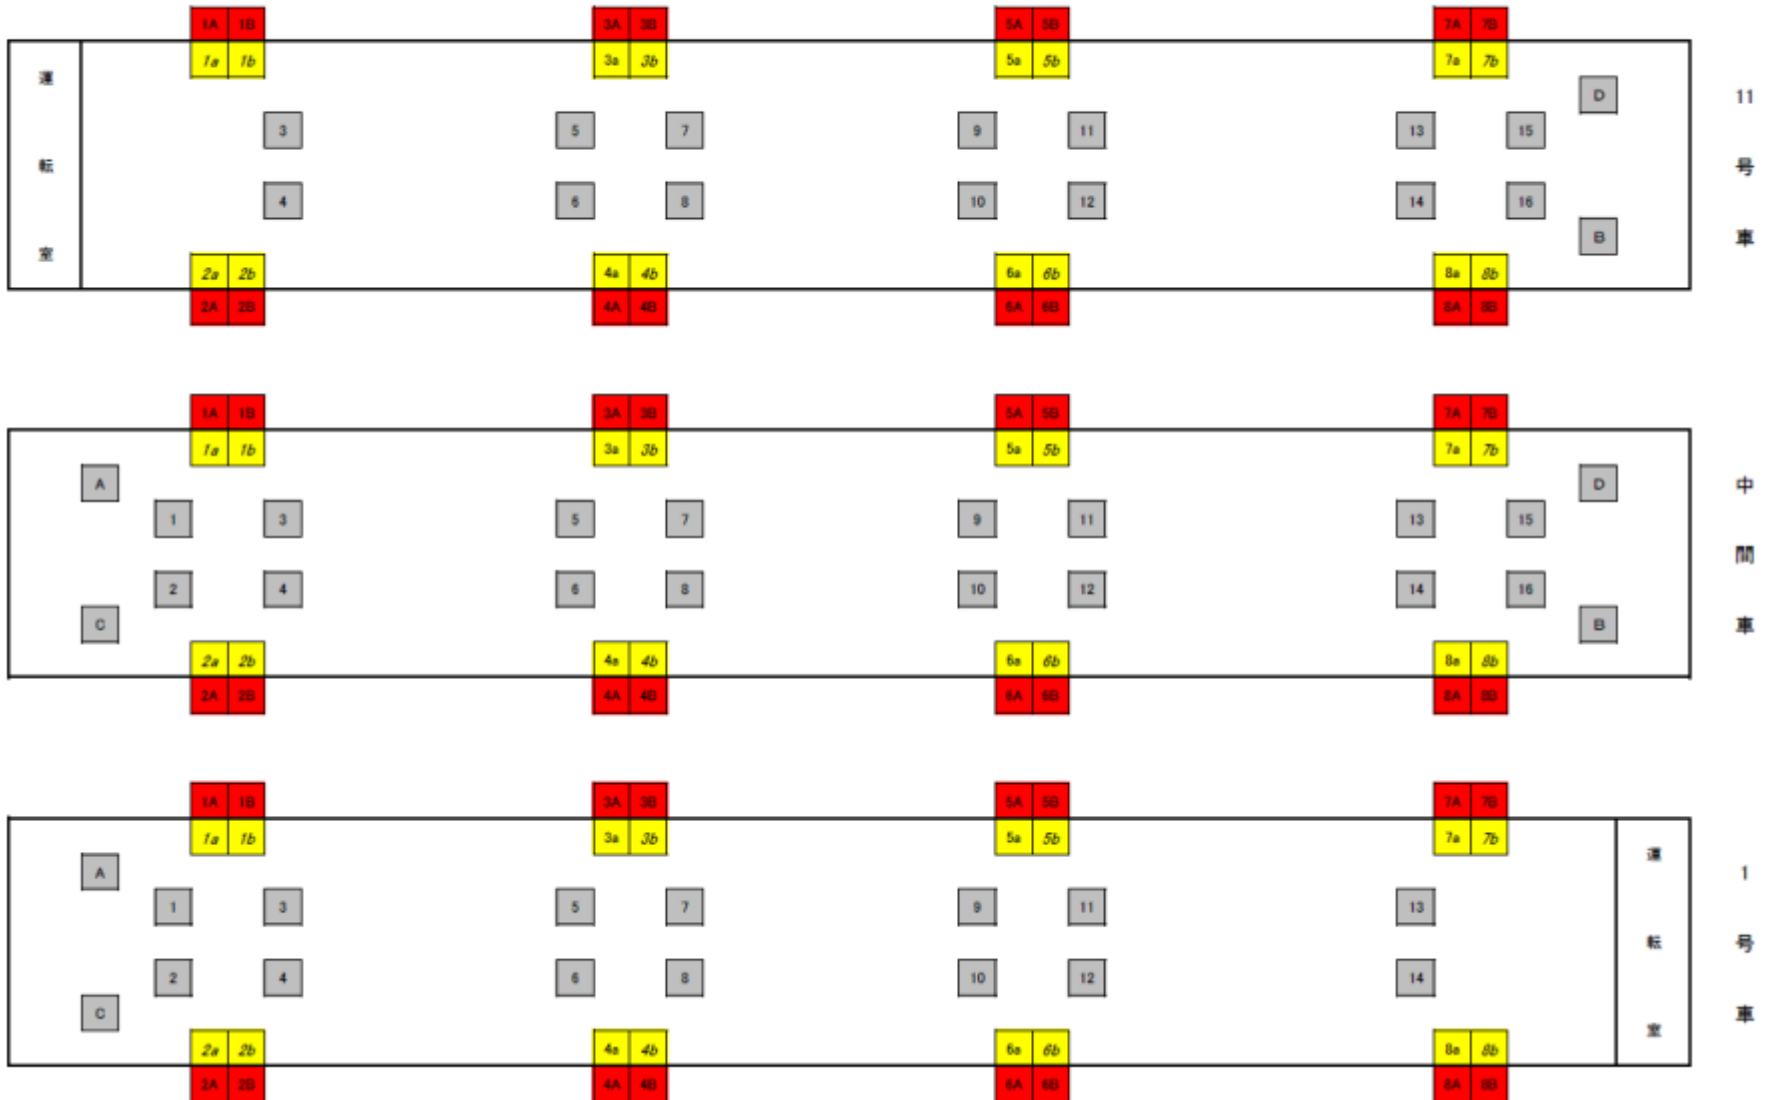 1A 1B 3A 3B 5A 5B 7A 7B
1a 1b 3a 3b 5a 5b 7a 7b
D
3 5 7 9 11 13 15
4 6 8 10 12 14 16
B
2a 2b 4a 4b 6a 6b 8a 8b
2A 2B 4A 4B 6A 6B 8A 8B
運転室
11号車
1A 1B 3A 3B 5A 5B 7A 7B
1a 1b 3a 3b 5a 5b 7a 7b
A D
1 3 5 7 9 11 13 15
2 4 6 8 10 12 14 16
C B
2a 2b 4a 4b 6a 6b 8a 8b
2A 2B 4A 4B 6A 6B 8A 8B
中間車
1A 1B 3A 3B 5A 5B 7A 7B
1a 1b 3a 3b 5a 5b 7a 7b
A
1 3 5 7 9 11 13
2 4 6 8 10 12 14
C
2a 2b 4a 4b 6a 6b 8a 8b
2A 2B 4A 4B 6A 6B 8A 8B
運転室
1号車